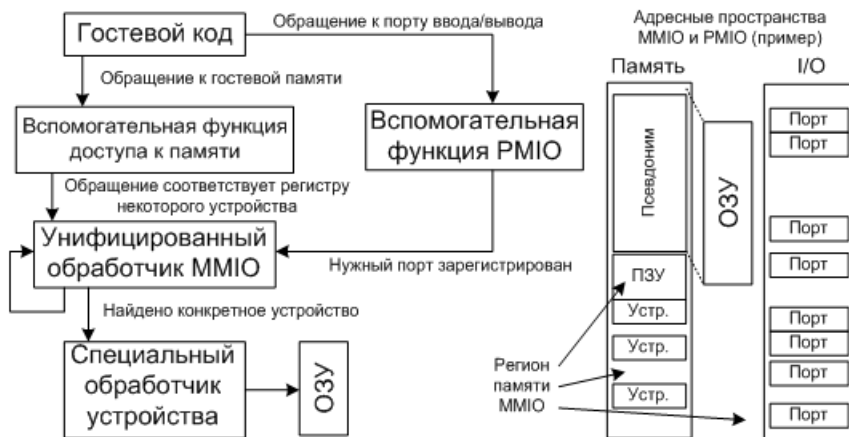 Гостевой код
Обращение к порту ввода/вывода
Обращение к гостевой памяти
Вспомогательная функция
доступа к памяти
Вспомогательная
функция PMIO
Обращение соответствует регистру
некоторого устройства
Унифицированный
обработчик MMIO
Нужный порт зарегистрирован
Найдено конкретное устройство
Специальный
обработчик
устройства
ОЗУ
Адресные пространства
MMIO и PMIO (пример)
Память
I/O
Псевдоним
ОЗУ
ПЗУ
Устр.
Устр.
Устр.
Регион
памяти
MMIO
Порт
Порт
Порт
Порт
Порт
Порт
Порт
Порт